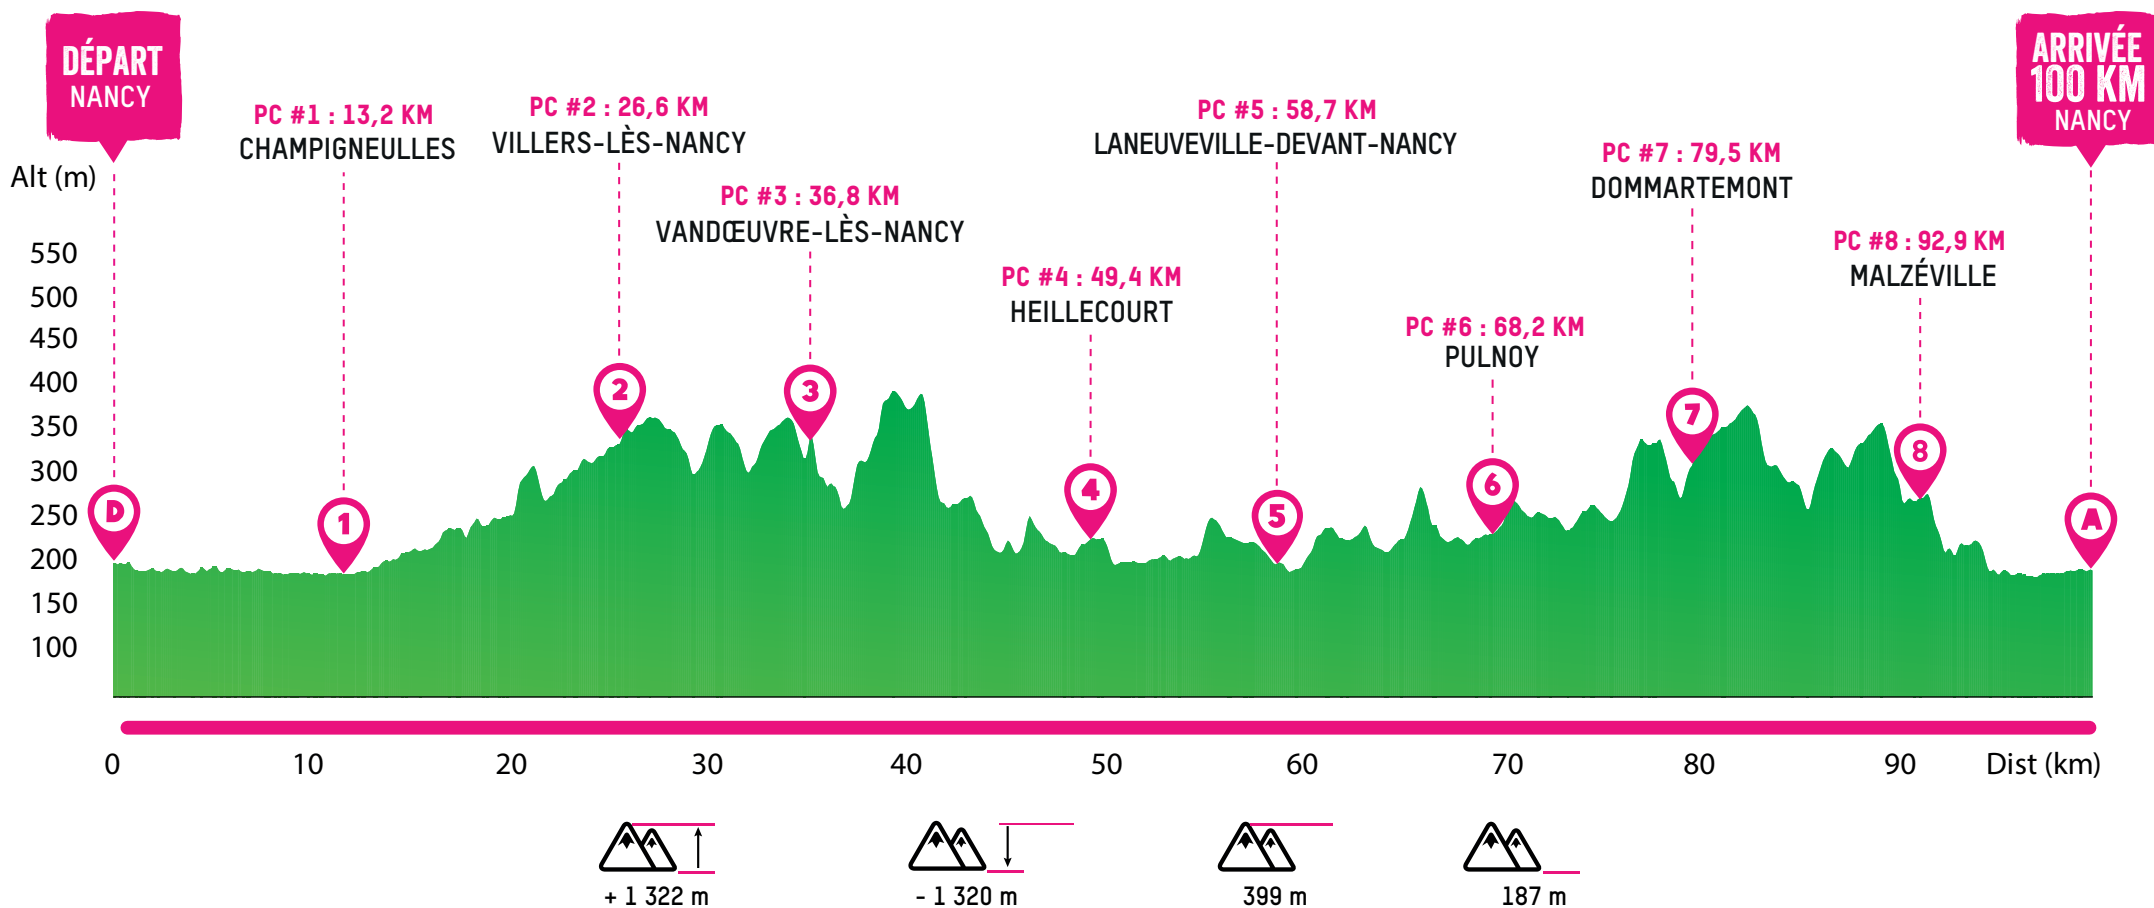 DÉPART
NANCY
PC #1 : 13,2 KM
CHAMPIGNEULLES
PC #2 : 26,6 KM
VILLERS-LÈS-NANCY
PC #3 : 36,8 KM
VANDŒUVRE-LÈS-NANCY
PC #4 : 49,4 KM
HEILLECOURT
PC #5 : 58,7 KM
LANEUVEVILLE-DEVANT-NANCY
PC #6 : 68,2 KM
PULNOY
PC #7 : 79,5 KM
DOMMARTEMONT
PC #8 : 92,9 KM
MALZÉVILLE
ARRIVÉE
100 KM
NANCY
Alt (m)
550
500
450
400
350
300
250
200
150
100
D
1
2
3
4
5
6
7
8
A
0 10 20 30 40 50 60 70 80 90 Dist (km)
+ 1 322 m
- 1 320 m
399 m
187 m